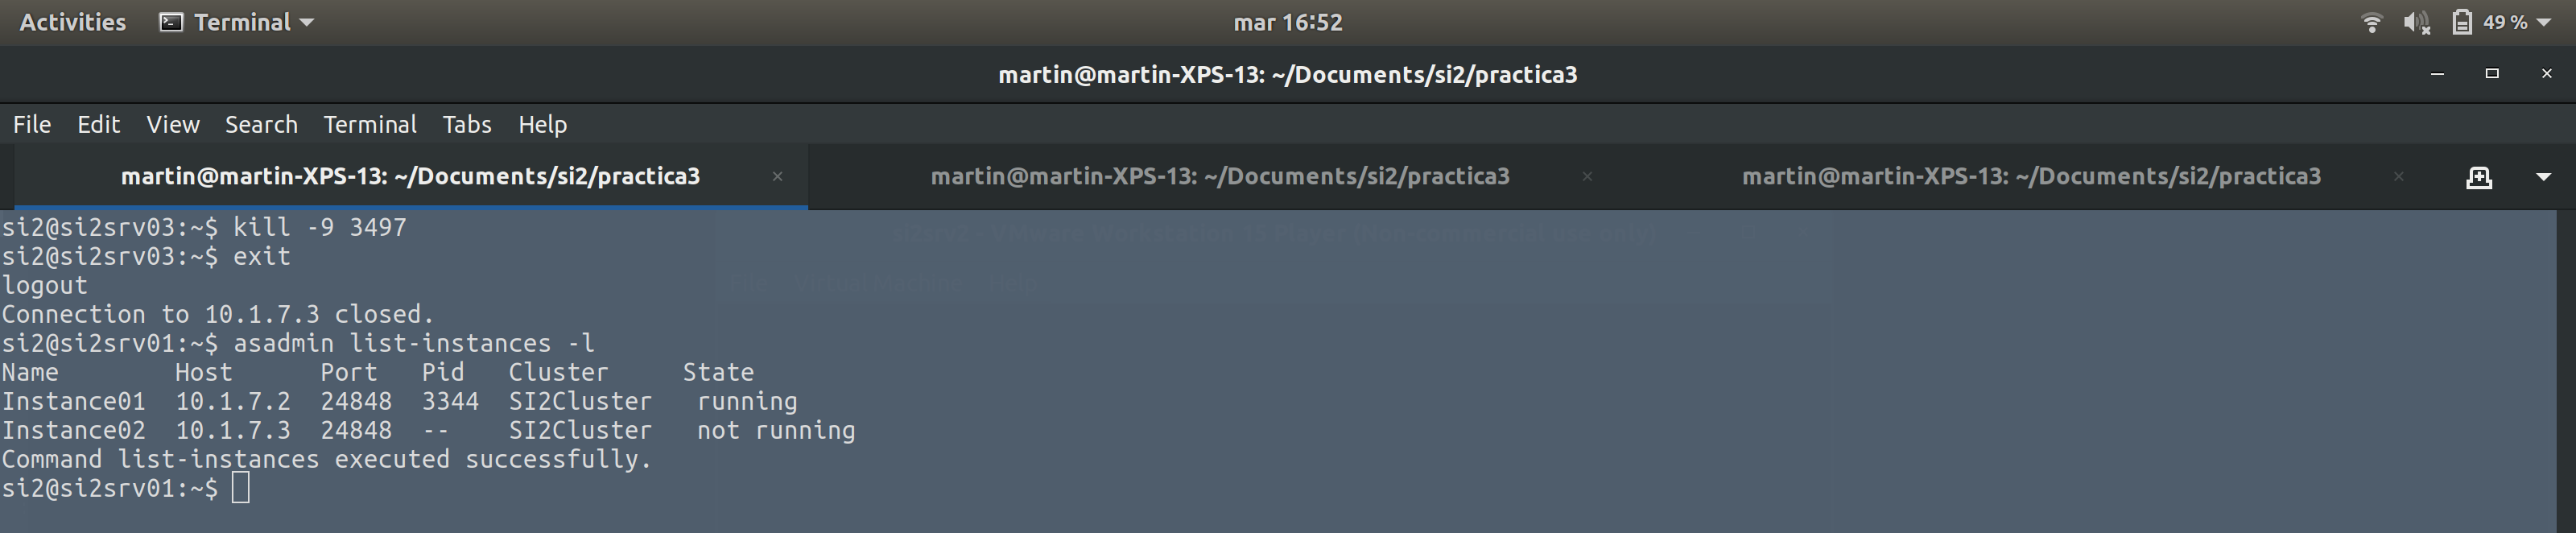 Activities Terminal mar 16:52 49 %
martin@martin-XPS-13: ~/Documents/si2/practica3
File Edit View Search Terminal Tabs Help
martin@martin-XPS-13: ~/Documents/si2/practica3 martin@martin-XPS-13: ~/Documents/si2/practica3 martin@martin-XPS-13: ~/Documents/si2/practica3
si2srv2 - VMware Workstation 15 Player (Non-commercial use only)
File Virtual Machine Help
si2@si2srv03:~$ kill -9 3497
si2@si2srv03:~$ exit
logout
Connection to 10.1.7.3 closed.
si2@si2srv01:~$ asadmin list-instances -l
Name Host Port Pid Cluster State
Instance01 10.1.7.2 24848 3344 SI2Cluster running
Instance02 10.1.7.3 24848 -- SI2Cluster not running
Command list-instances executed successfully.
si2@si2srv01:~$